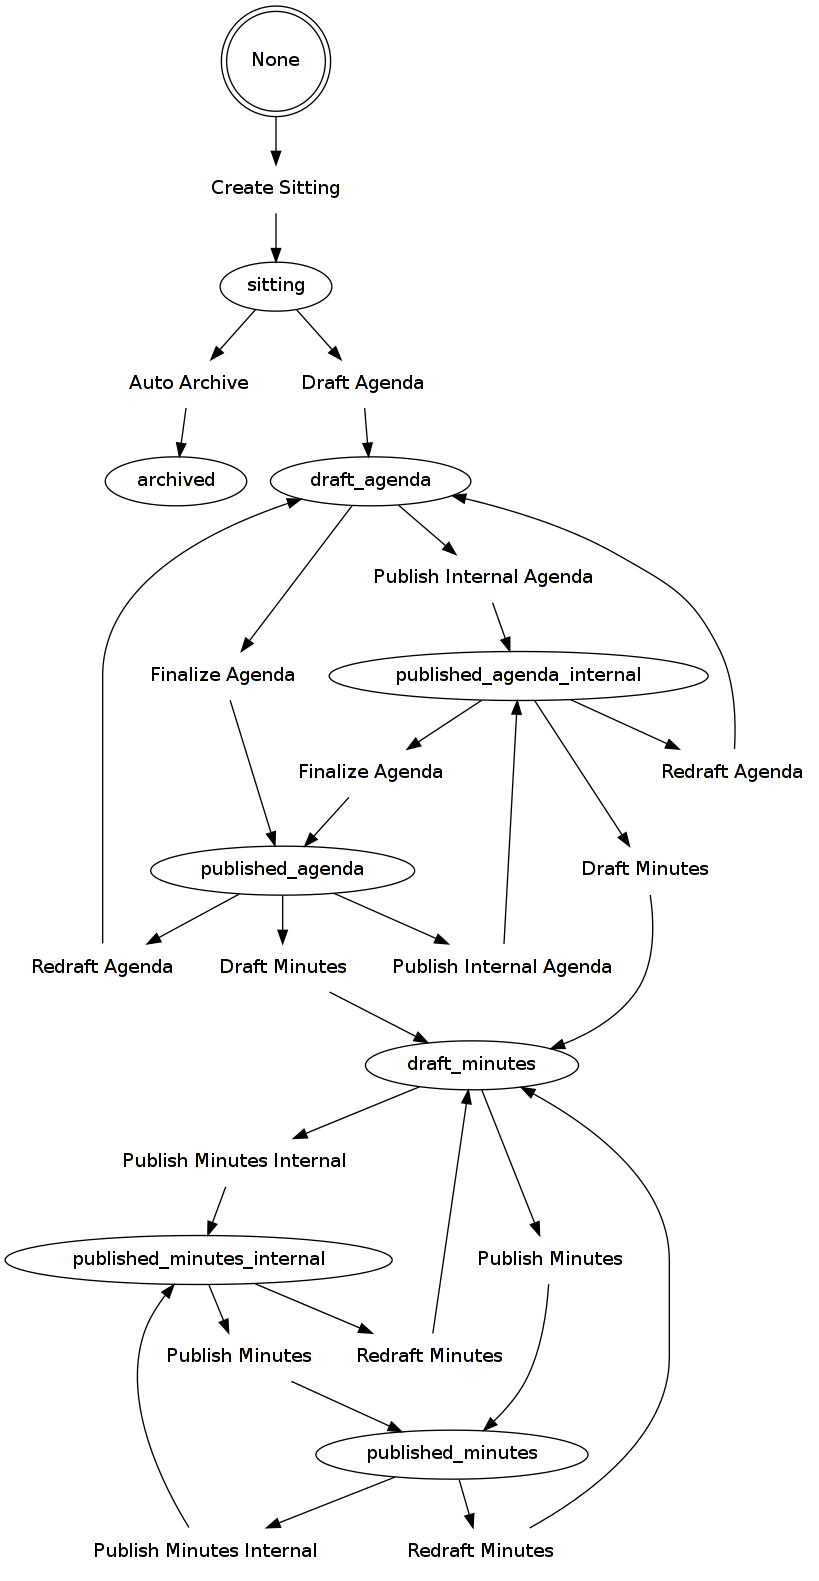 None
Create Sitting
sitting
Auto Archive
Draft Agenda
archived
draft_agenda
Publish Internal Agenda
Finalize Agenda
published_agenda_internal
Finalize Agenda
Redraft Agenda
published_agenda
Draft Minutes
Redraft Agenda
Draft Minutes
Publish Internal Agenda
draft_minutes
Publish Minutes Internal
published_minutes_internal
Publish Minutes
Publish Minutes
Redraft Minutes
published_minutes
Publish Minutes Internal
Redraft Minutes